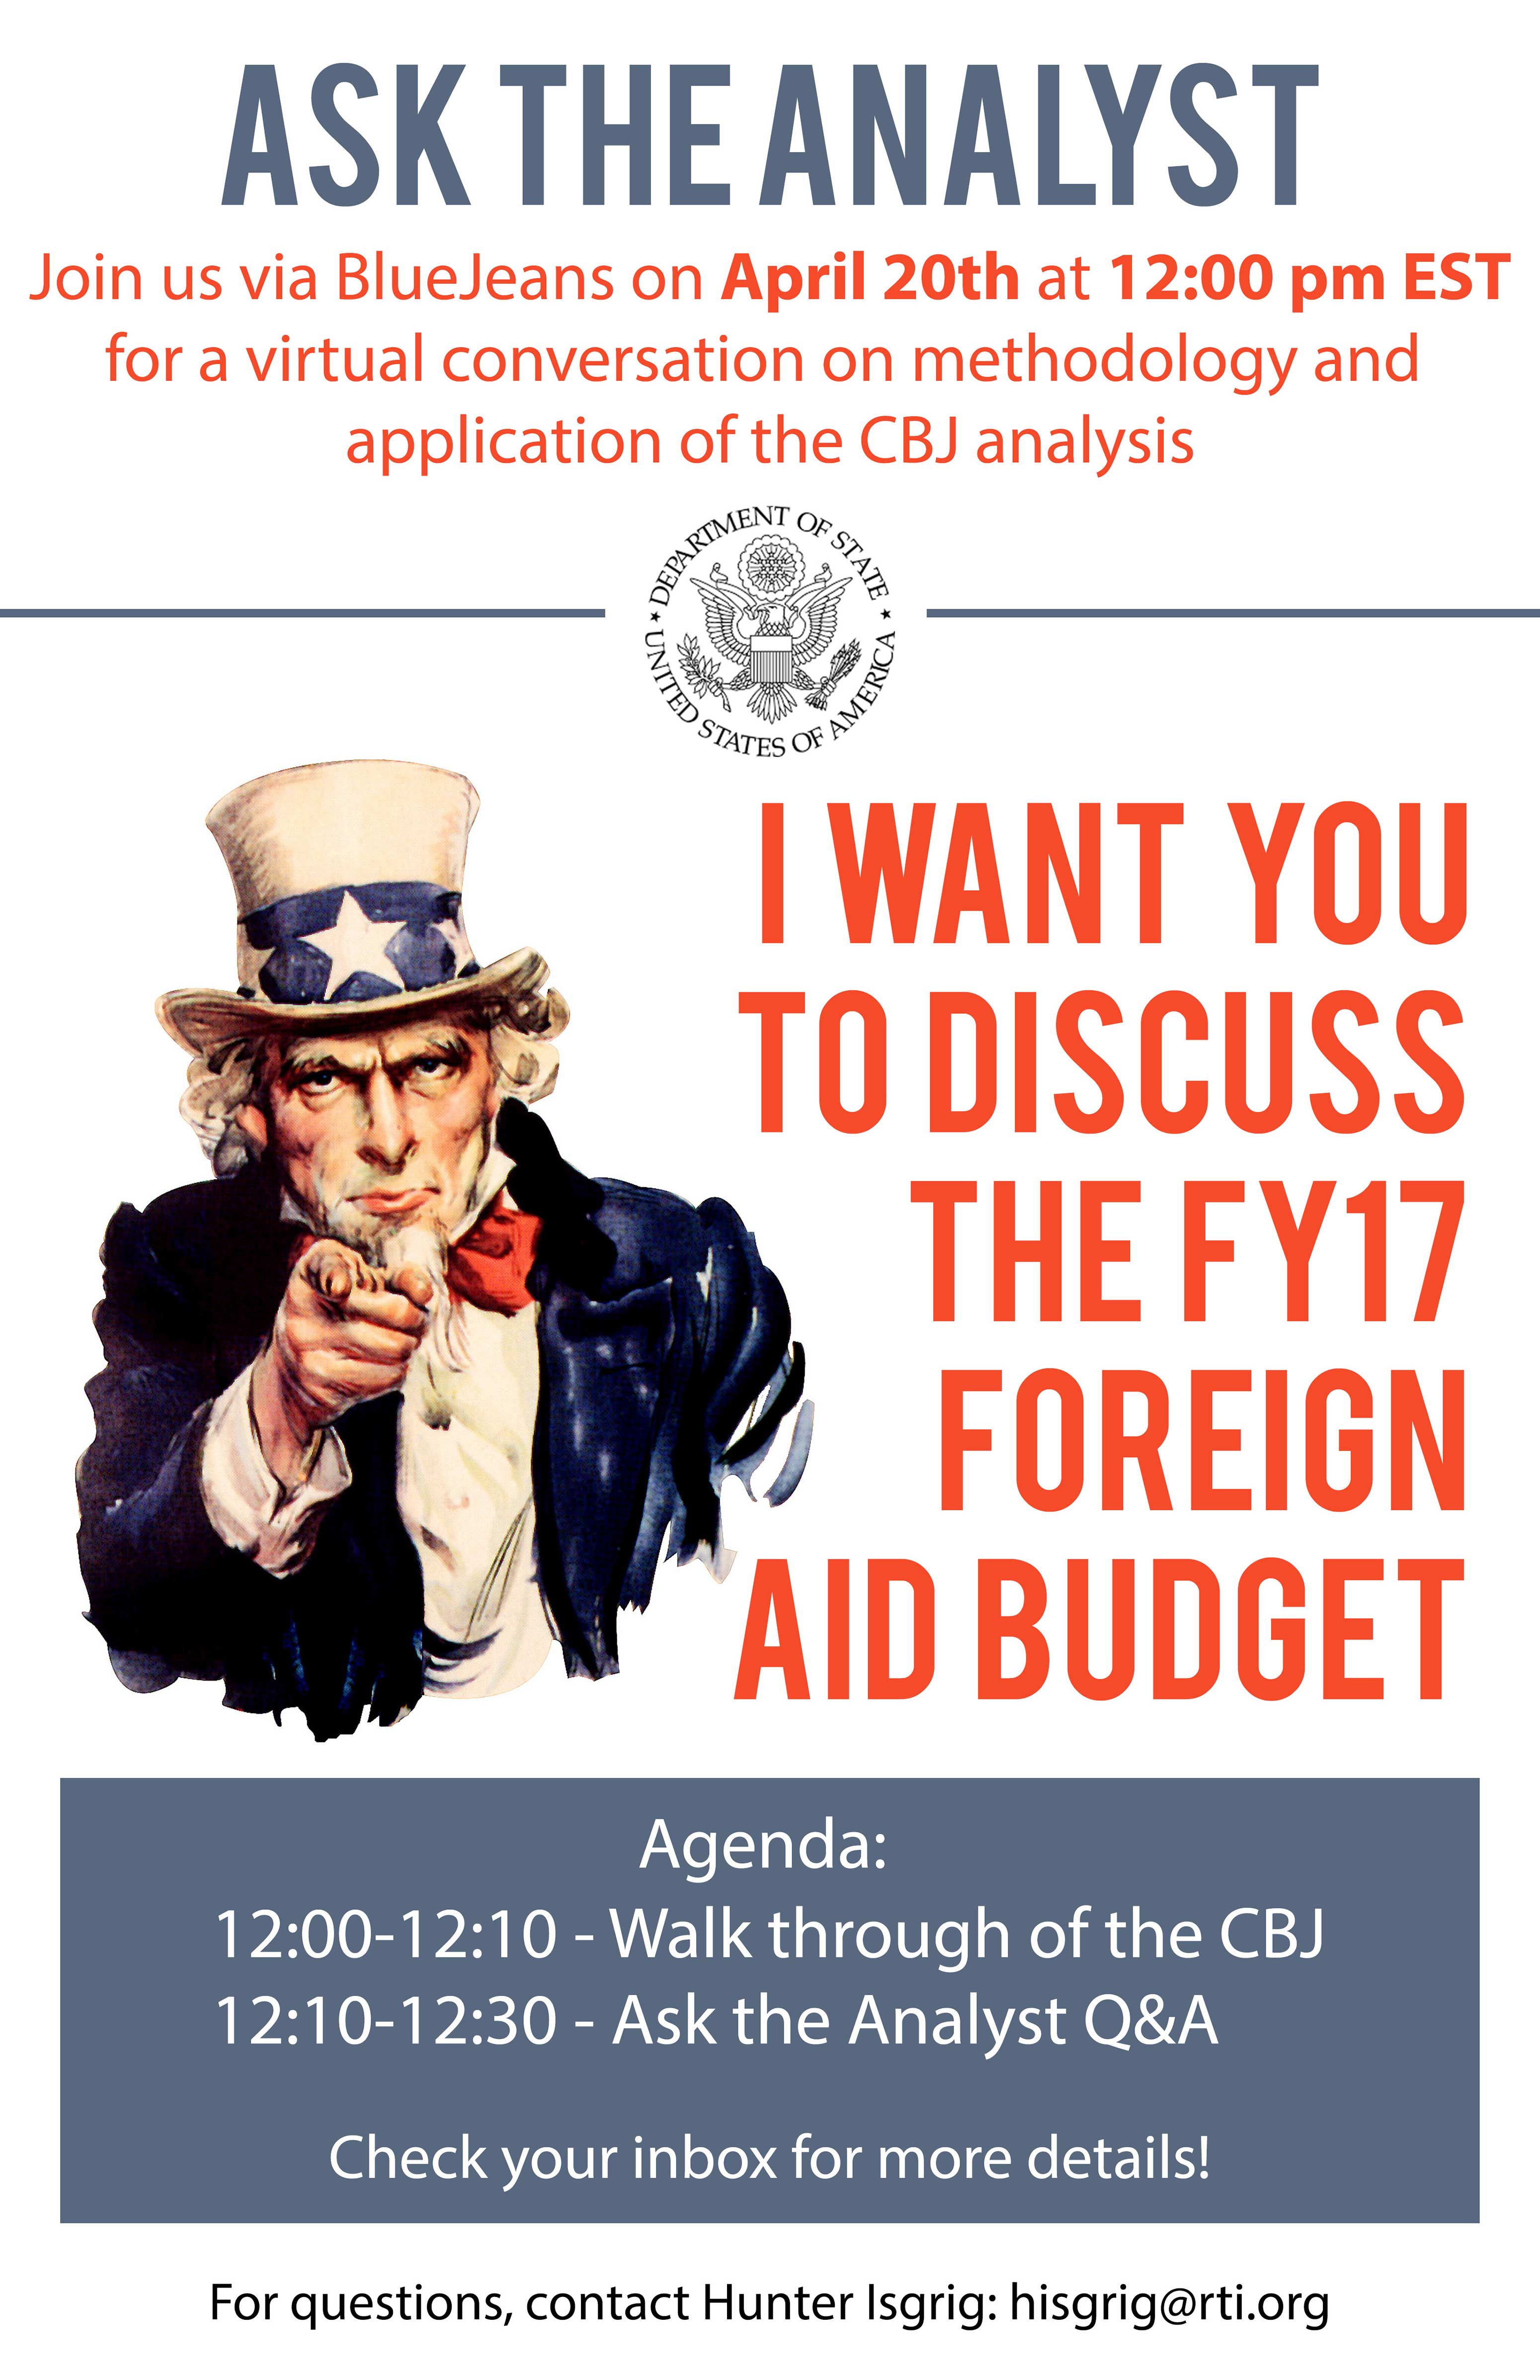 ASK THE ANALYST
Join us via BlueJeans on April 20th at 12:00 pm EST
for a virtual conversation on methodology and
application of the CBJ analysis
DEPARTMENT OF STATE
UNITED STATES OF AMERICA
I WANT YOU
TO DISCUSS
THE FY17
FOREIGN
AID BUDGET
Agenda:
12:00-12:10 - Walk through of the CBJ
12:10-12:30 - Ask the Analyst Q&A
Check your inbox for more details!
For questions, contact Hunter Isgrig: hisgrig@rti.org